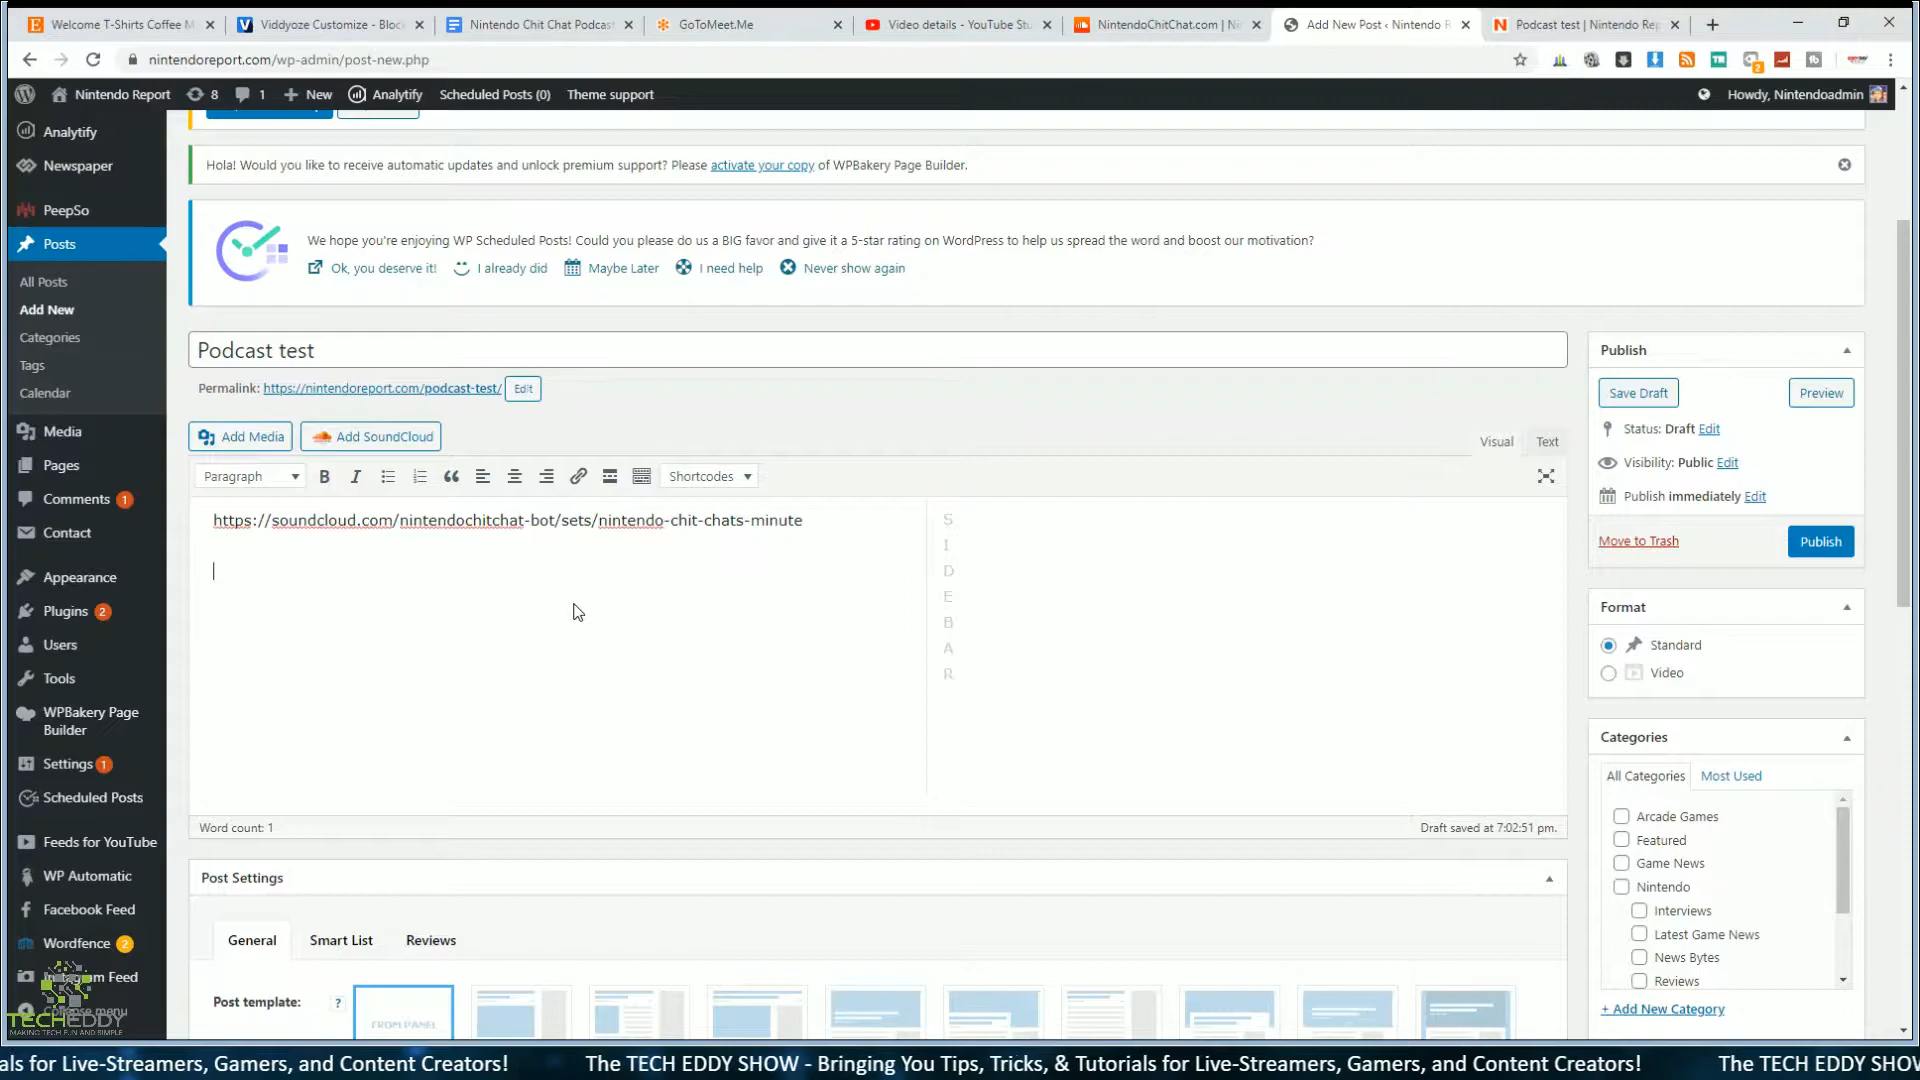 Welcome T-Shirts Coffee M
Viddyoze Customize - Bloc
Nintendo Chit Chat Podcas
GoToMeet.Me
Video details - YouTube Stu
NintendoChitChat.com | Ni
Add New Post ‹ Nintendo R
Podcast test | Nintendo Rep
nintendoreport.com/wp-admin/post-new.php
Nintendo Report
8
1
New
Analytify
Scheduled Posts (0)
Theme support
Howdy, Nintendoadmin
Analytify
Newspaper
PeepSo
Posts
All Posts
Add New
Categories
Tags
Calendar
Media
Pages
Comments 1
Contact
Appearance
Plugins 2
Users
Tools
WPBakery Page
Builder
Settings 1
Scheduled Posts
Feeds for YouTube
WP Automatic
Facebook Feed
Wordfence 2
Instagram Feed
Collapse menu
TECHEDDY
MAKING TECH FUN AND SIMPLE
Hola! Would you like to receive automatic updates and unlock premium support? Please activate your copy of WPBakery Page Builder.
We hope you're enjoying WP Scheduled Posts! Could you please do us a BIG favor and give it a 5-star rating on WordPress to help us spread the word and boost our motivation?
Ok, you deserve it!
I already did
Maybe Later
I need help
Never show again
Podcast test
Permalink: https://nintendoreport.com/podcast-test/ Edit
Add Media
Add SoundCloud
Visual
Text
Paragraph
B
I
Shortcodes
https://soundcloud.com/nintendochitchat-bot/sets/nintendo-chit-chats-minute
S
I
D
E
B
A
R
Word count: 1
Draft saved at 7:02:51 pm.
Post Settings
General
Smart List
Reviews
Post template:
?
FROM PANEL
Publish
Save Draft
Preview
Status: Draft Edit
Visibility: Public Edit
Publish immediately Edit
Move to Trash
Publish
Format
Standard
Video
Categories
All Categories
Most Used
Arcade Games
Featured
Game News
Nintendo
Interviews
Latest Game News
News Bytes
Reviews
+ Add New Category
als for Live-Streamers, Gamers, and Content Creators!
The TECH EDDY SHOW - Bringing You Tips, Tricks, & Tutorials for Live-Streamers, Gamers, and Content Creators!
The TECH EDDY SHOW